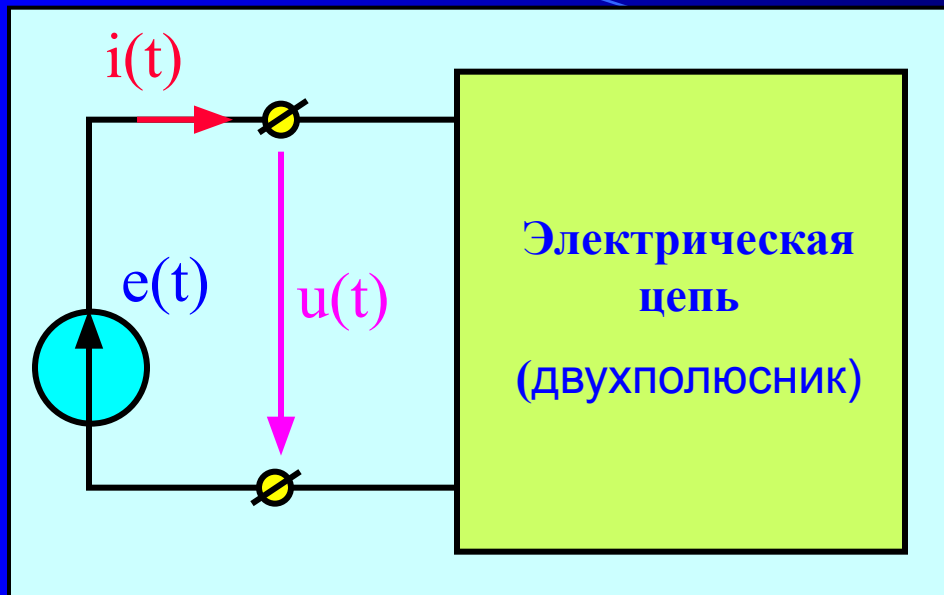 i(t)
e(t)
u(t)
Электрическая
цепь
(двухполюсник)